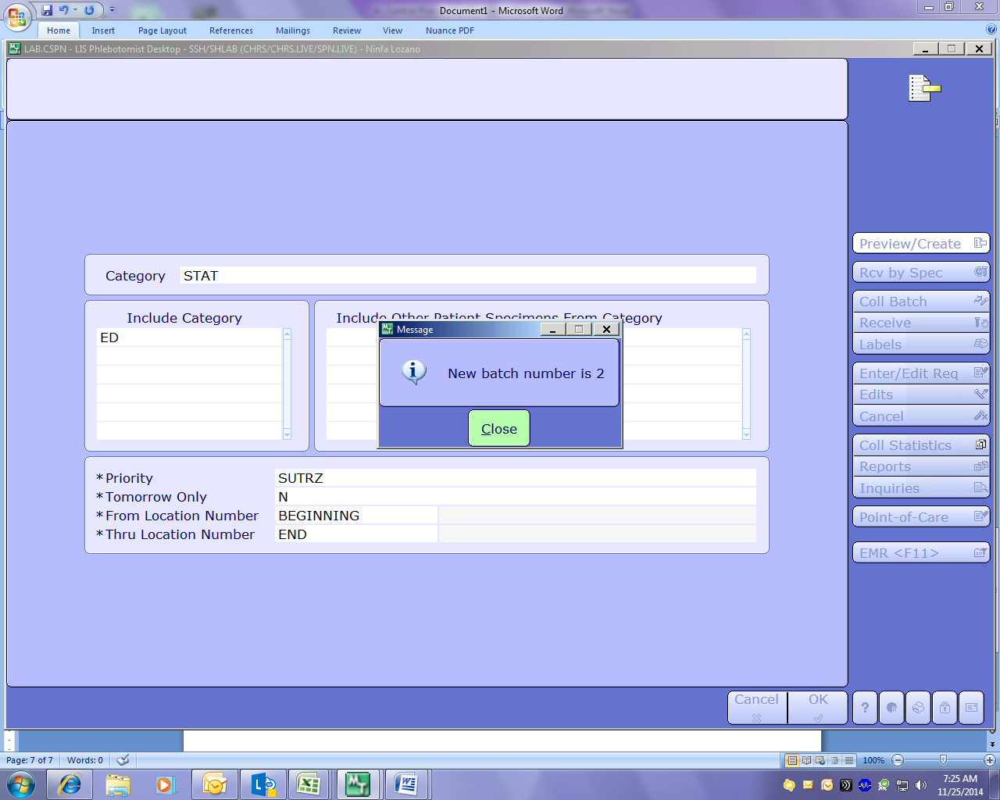 Document1 - Microsoft Word
Home Insert Page Layout References Mailings Review View Nuance PDF
LAB.CSPN - LIS Phlebotomist Desktop - SSH/SHLAB (CHRS/CHRS.LIVE/SPN.LIVE) - Ninfa Lozano
Preview/Create
Rcv by Spec
Coll Batch
Receive
Labels
Enter/Edit Req
Edits
Cancel
Coll Statistics
Reports
Inquiries
Point-of-Care
EMR <F11>
Category STAT
Include Category
ED
Include Other Patient Specimens From Category
Message
New batch number is 2
Close
*Priority SUTRZ
*Tomorrow Only N
*From Location Number BEGINNING
*Thru Location Number END
Cancel OK
Page: 7 of 7 Words: 0 100%
7:25 AM
11/25/2014